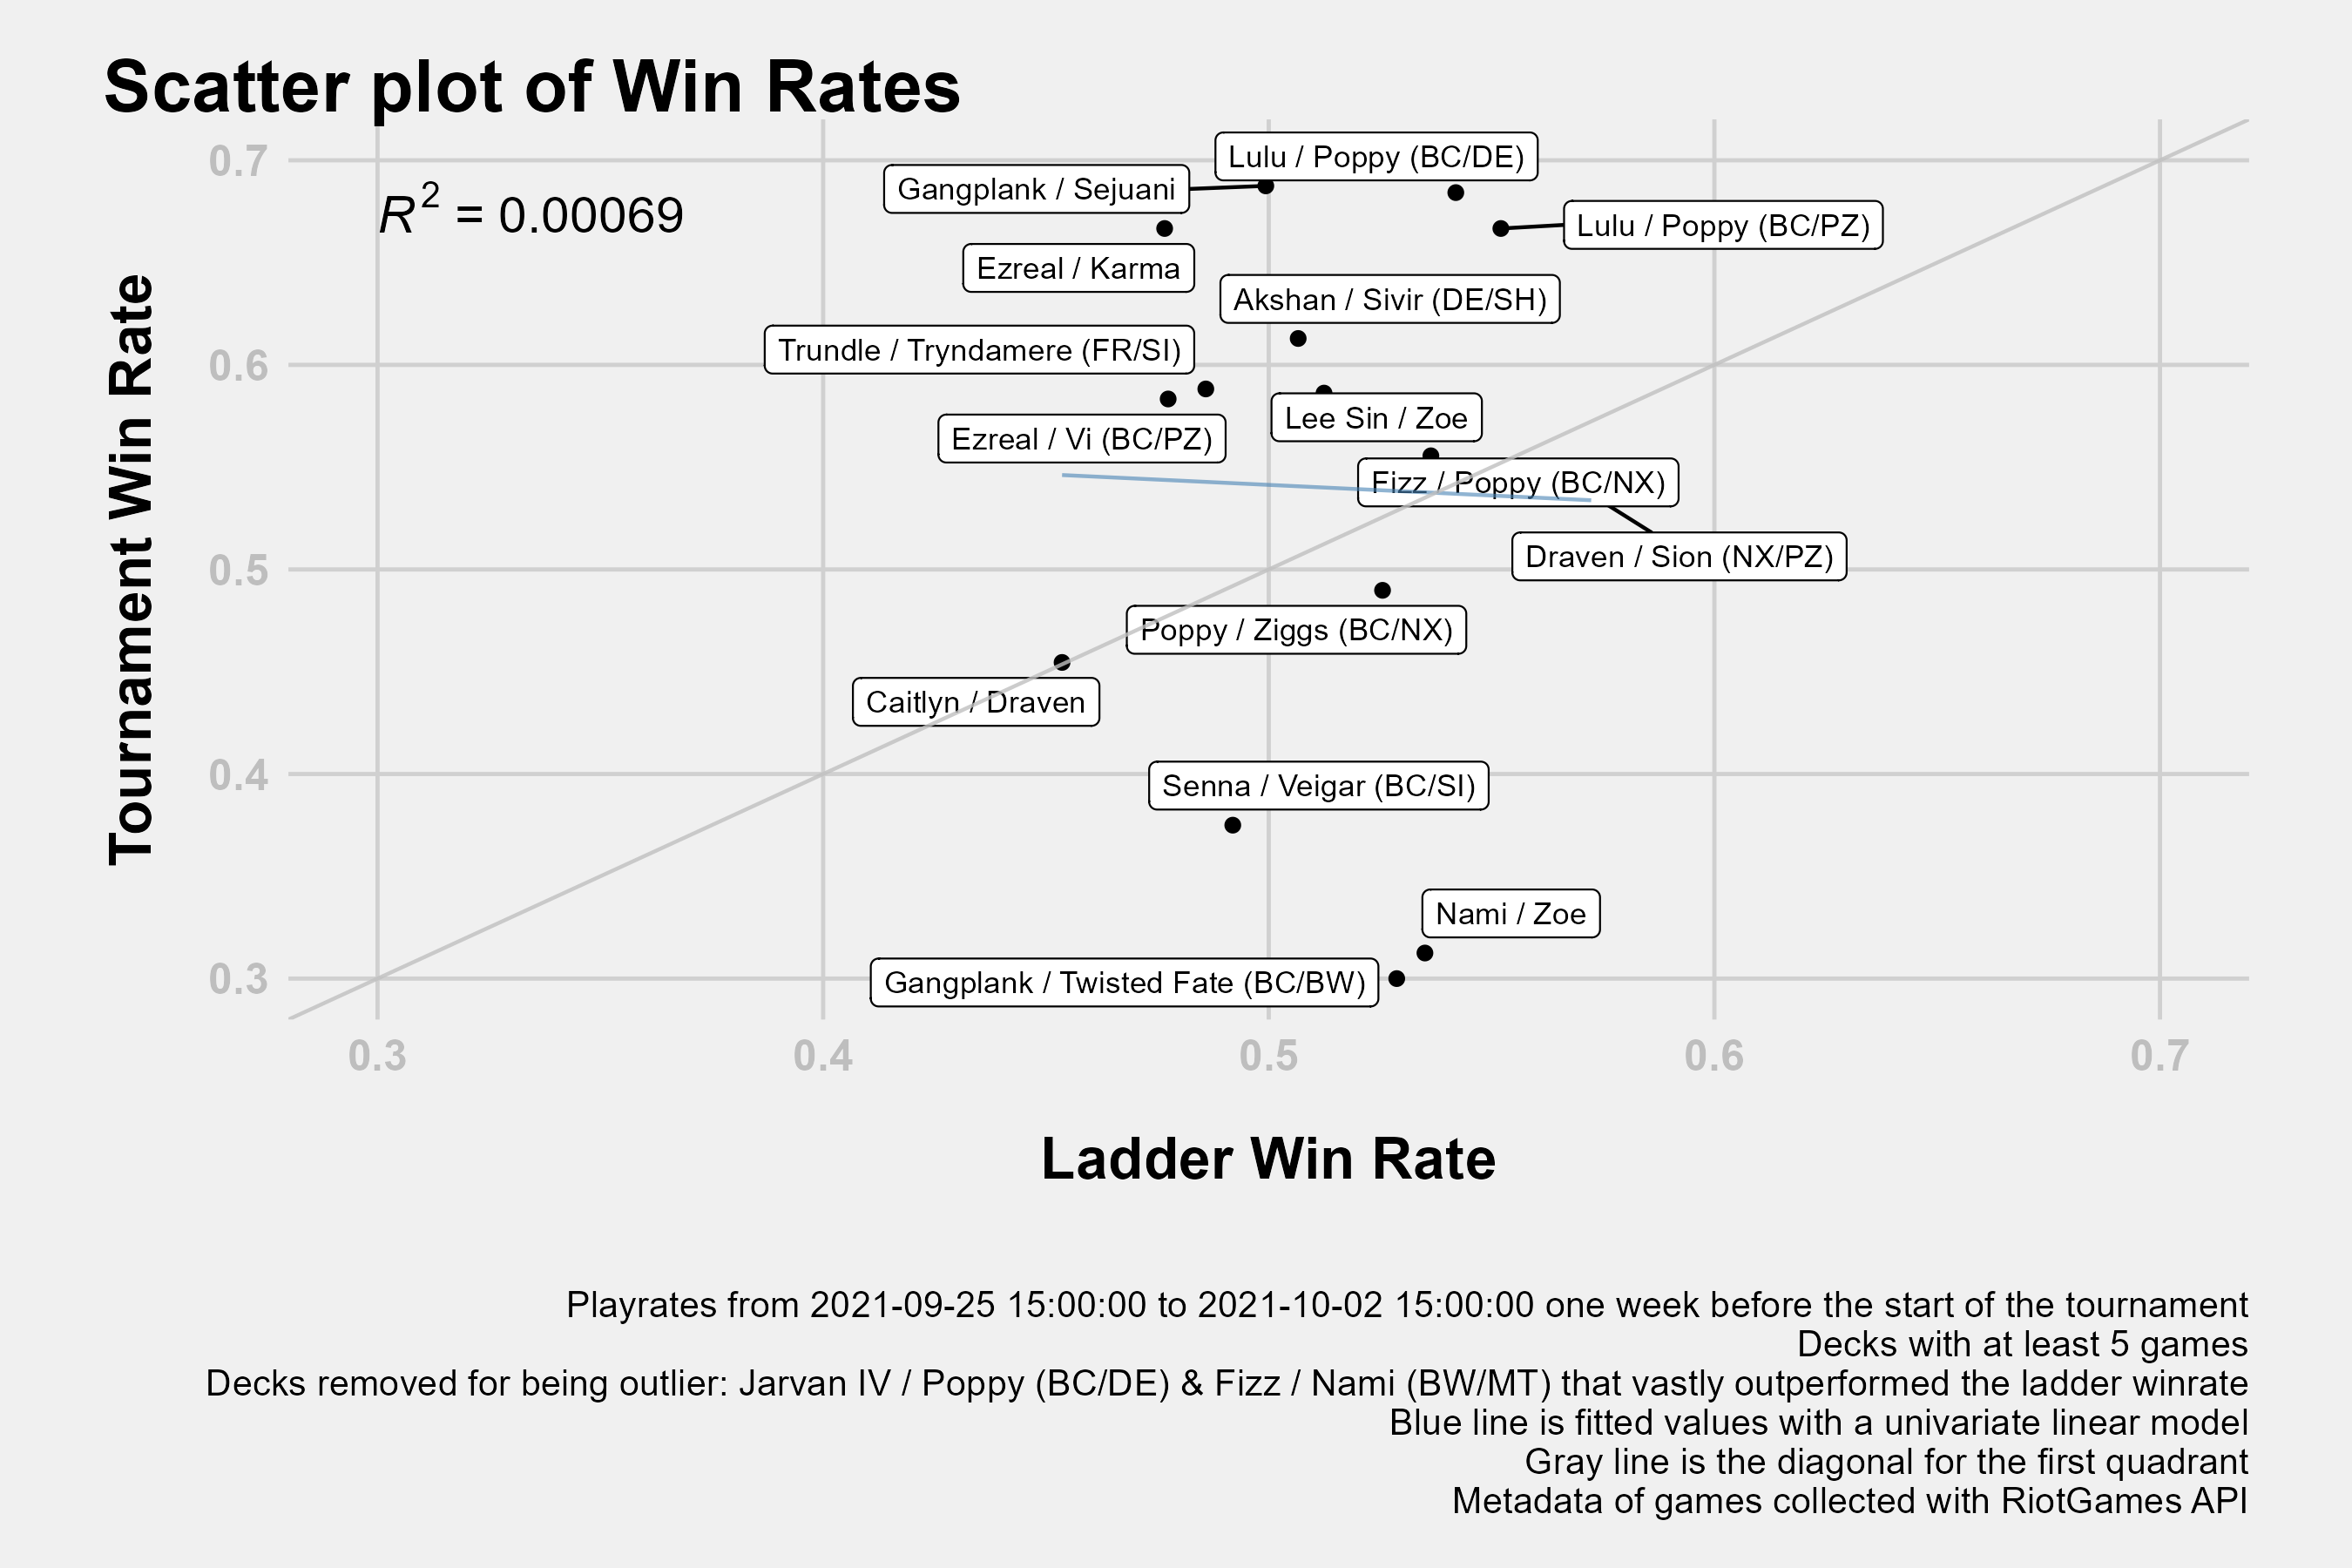 Scatter plot of Win Rates
Tournament Win Rate
0.7
0.6
0.5
0.4
0.3
R² = 0.00069
Lulu / Poppy (BC/DE)
Gangplank / Sejuani
Lulu / Poppy (BC/PZ)
Ezreal / Karma
Akshan / Sivir (DE/SH)
Trundle / Tryndamere (FR/SI)
Lee Sin / Zoe
Ezreal / Vi (BC/PZ)
Fizz / Poppy (BC/NX)
Draven / Sion (NX/PZ)
Poppy / Ziggs (BC/NX)
Caitlyn / Draven
Senna / Veigar (BC/SI)
Nami / Zoe
Gangplank / Twisted Fate (BC/BW)
0.3 0.4 0.5 0.6 0.7
Ladder Win Rate
Playrates from 2021-09-25 15:00:00 to 2021-10-02 15:00:00 one week before the start of the tournament
Decks with at least 5 games
Decks removed for being outlier: Jarvan IV / Poppy (BC/DE) & Fizz / Nami (BW/MT) that vastly outperformed the ladder winrate
Blue line is fitted values with a univariate linear model
Gray line is the diagonal for the first quadrant
Metadata of games collected with RiotGames API